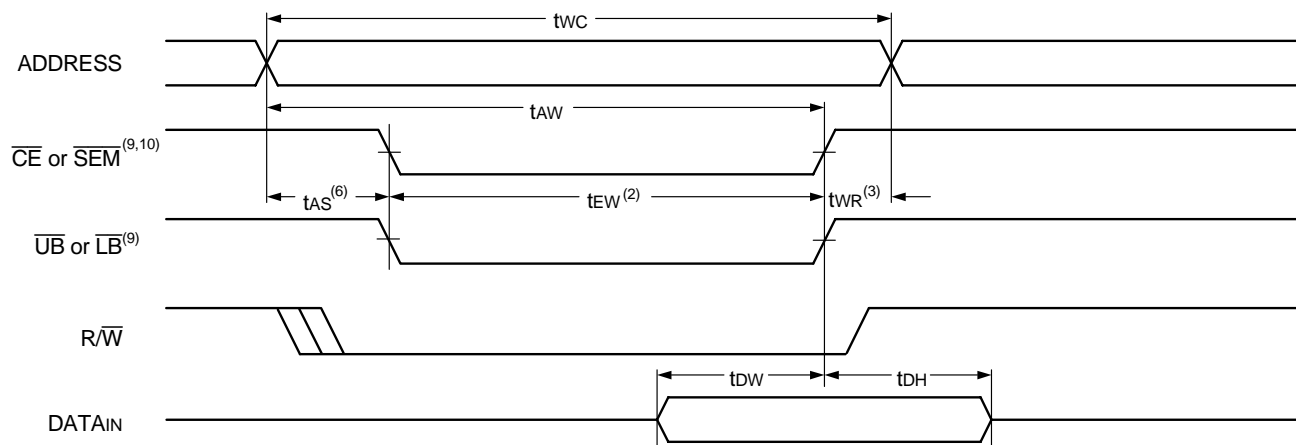 tWC
ADDRESS
tAW
CE or SEM(9,10)
tAS(6) tEW(2) tWR(3)
UB or LB(9)
R/W
tDW tDH
DATAIN